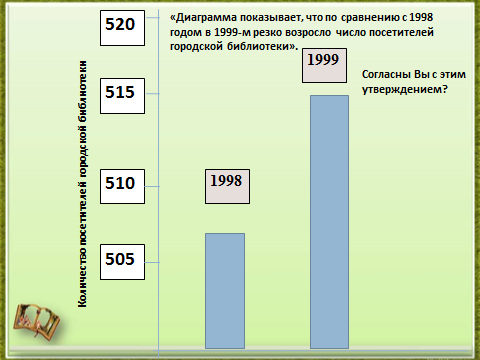 520
«Диаграмма показывает, что по сравнению с 1998
годом в 1999-м резко возросло число посетителей
городской библиотеки».
1999
Согласны Вы с этим
утверждением?
515
Количество посетителей городской библиотеки
510
1998
505